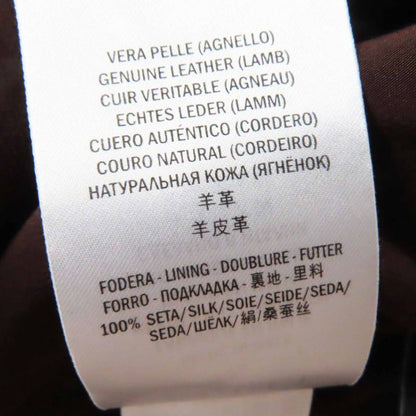 VERA PELLE (AGNELLO)
GENUINE LEATHER (LAMB)
CUIR VERITABLE (AGNEAU)
ECHTES LEDER (LAMM)
CUERO AUTÉNTICO (CORDERO)
COURO NATURAL (CORDEIRO)
НАТУРАЛЬНАЯ КОЖА (ЯГНЁНОК)
羊革
羊皮革
FODERA - LINING - DOUBLURE - FUTTER
FORRO - ПОДКЛАДКА - 裏地 - 里料
100% SETA/SILK/SOIE/SEIDE/SEDA/
SEDA/ШЁЛК/絹/桑蚕丝